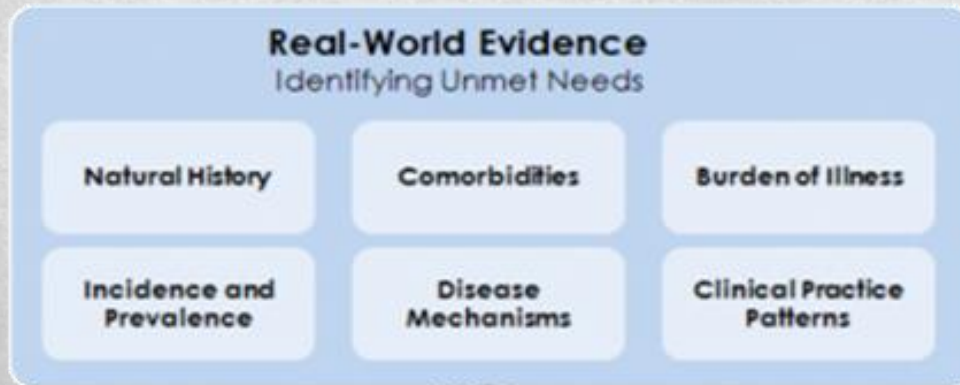 Real-World Evidence
Identifying Unmet Needs
Natural History
Comorbidities
Burden of Illness
Incidence and
Prevalence
Disease
Mechanisms
Clinical Practice
Patterns